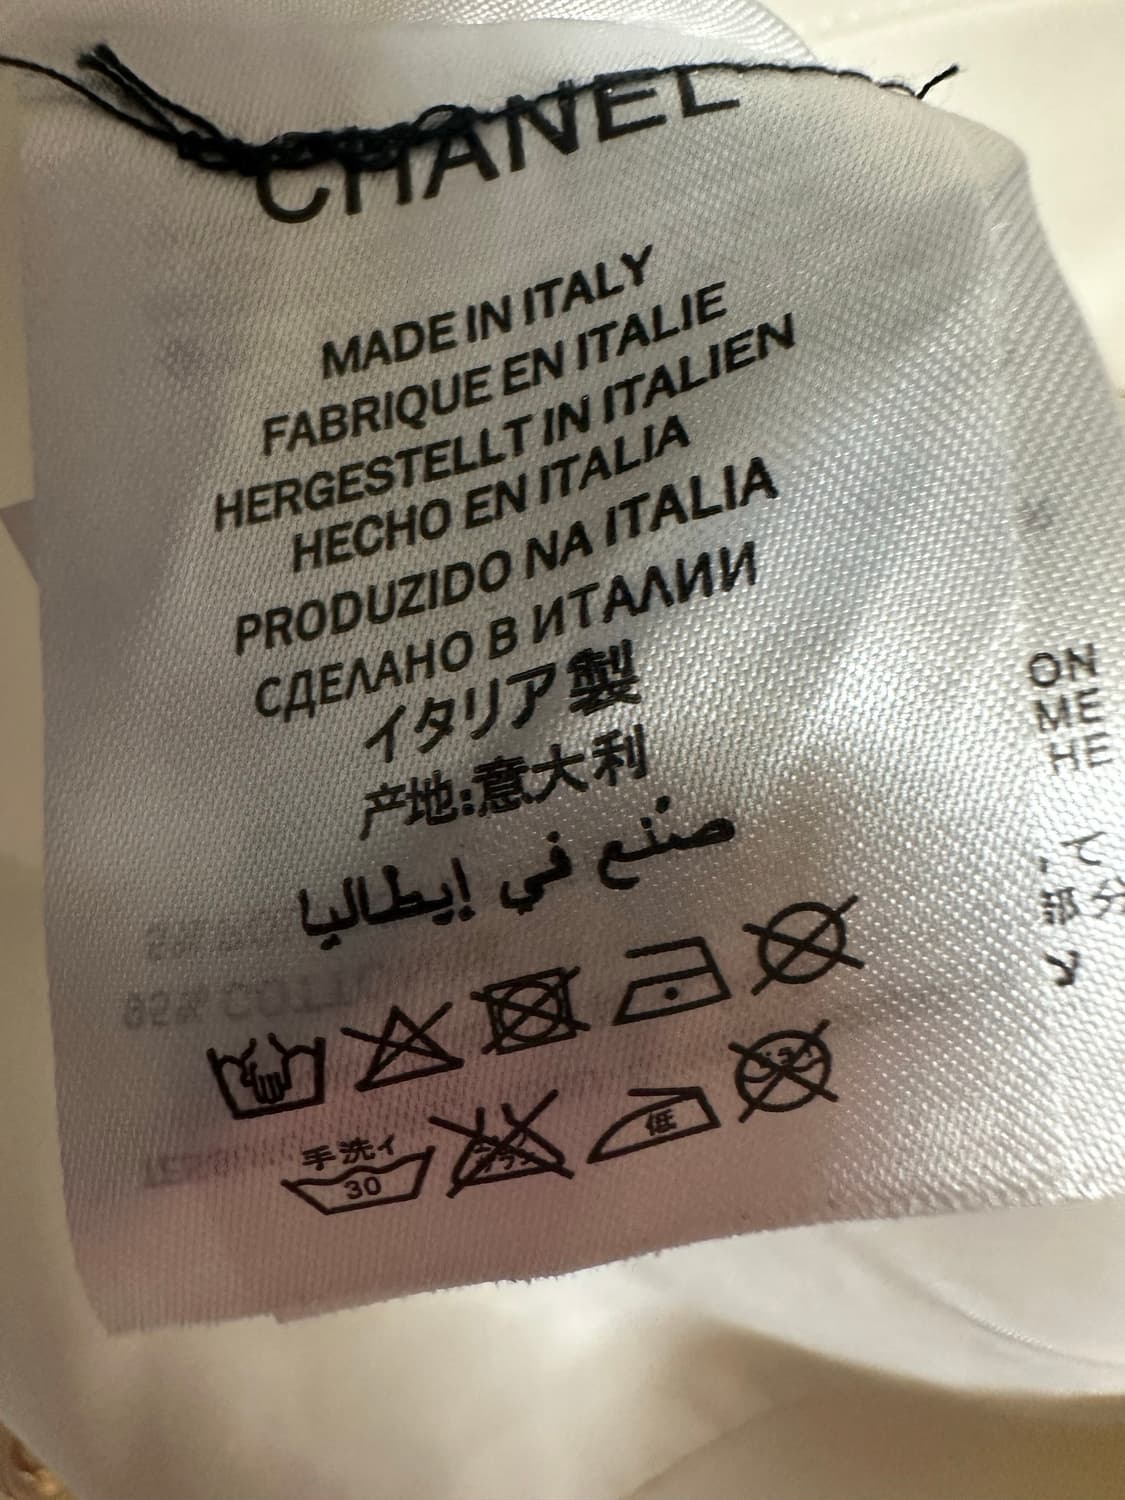 CHANEL
MADE IN ITALY
FABRIQUE EN ITALIE
HERGESTELLT IN ITALIEN
HECHO EN ITALIA
PRODUZIDO NA ITALIA
СДЕЛАНО В ИТАЛИИ
イタリア製
产地:意大利
صنع في إيطاليا
手洗イ
30
低
ON
ME
HE